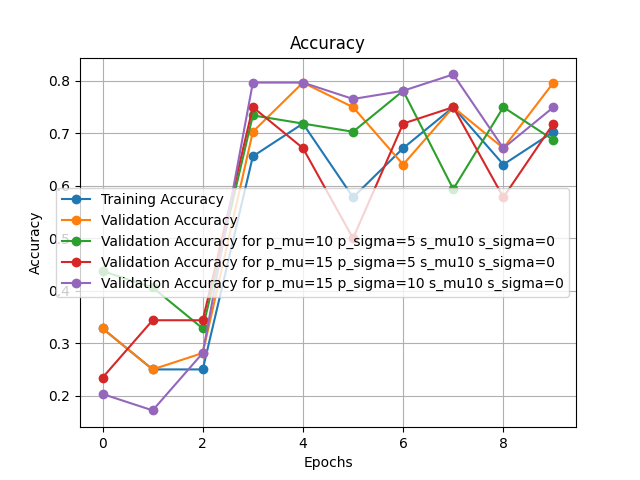 Accuracy
0.8
0.7
0.6
0.5
0.4
0.3
0.2
Accuracy
Training Accuracy
Validation Accuracy
Validation Accuracy for p_mu=10 p_sigma=5 s_mu10 s_sigma=0
Validation Accuracy for p_mu=15 p_sigma=5 s_mu10 s_sigma=0
Validation Accuracy for p_mu=15 p_sigma=10 s_mu10 s_sigma=0
0 2 4 6 8
Epochs